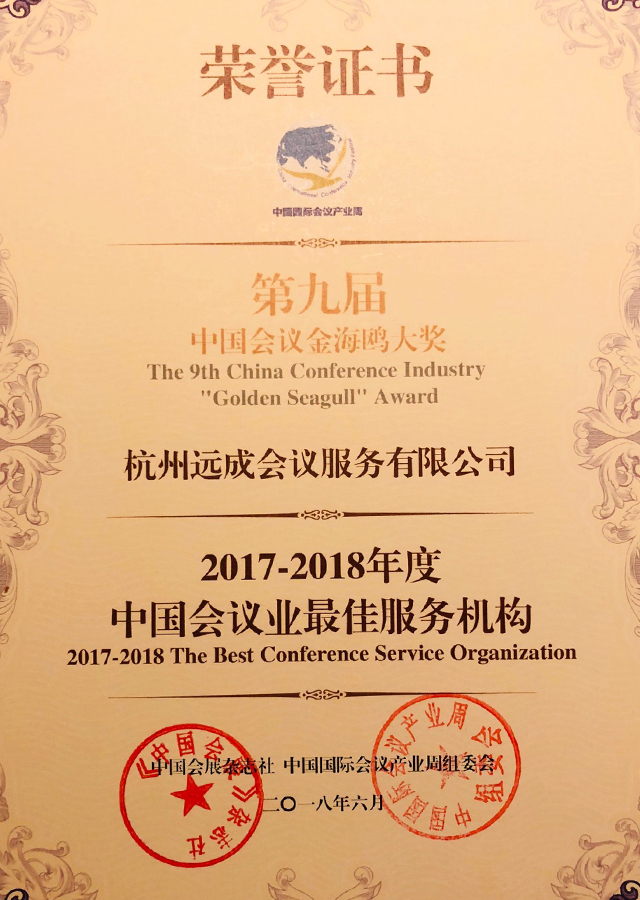 荣誉证书
中国国际会议产业周
第九届
中国会议金海鸥大奖
The 9th China Conference Industry
"Golden Seagull" Award
杭州远成会议服务有限公司
2017-2018年度
中国会议业最佳服务机构
2017-2018 The Best Conference Service Organization
中国会展杂志社 中国国际会议产业周组委会
二〇一八年六月